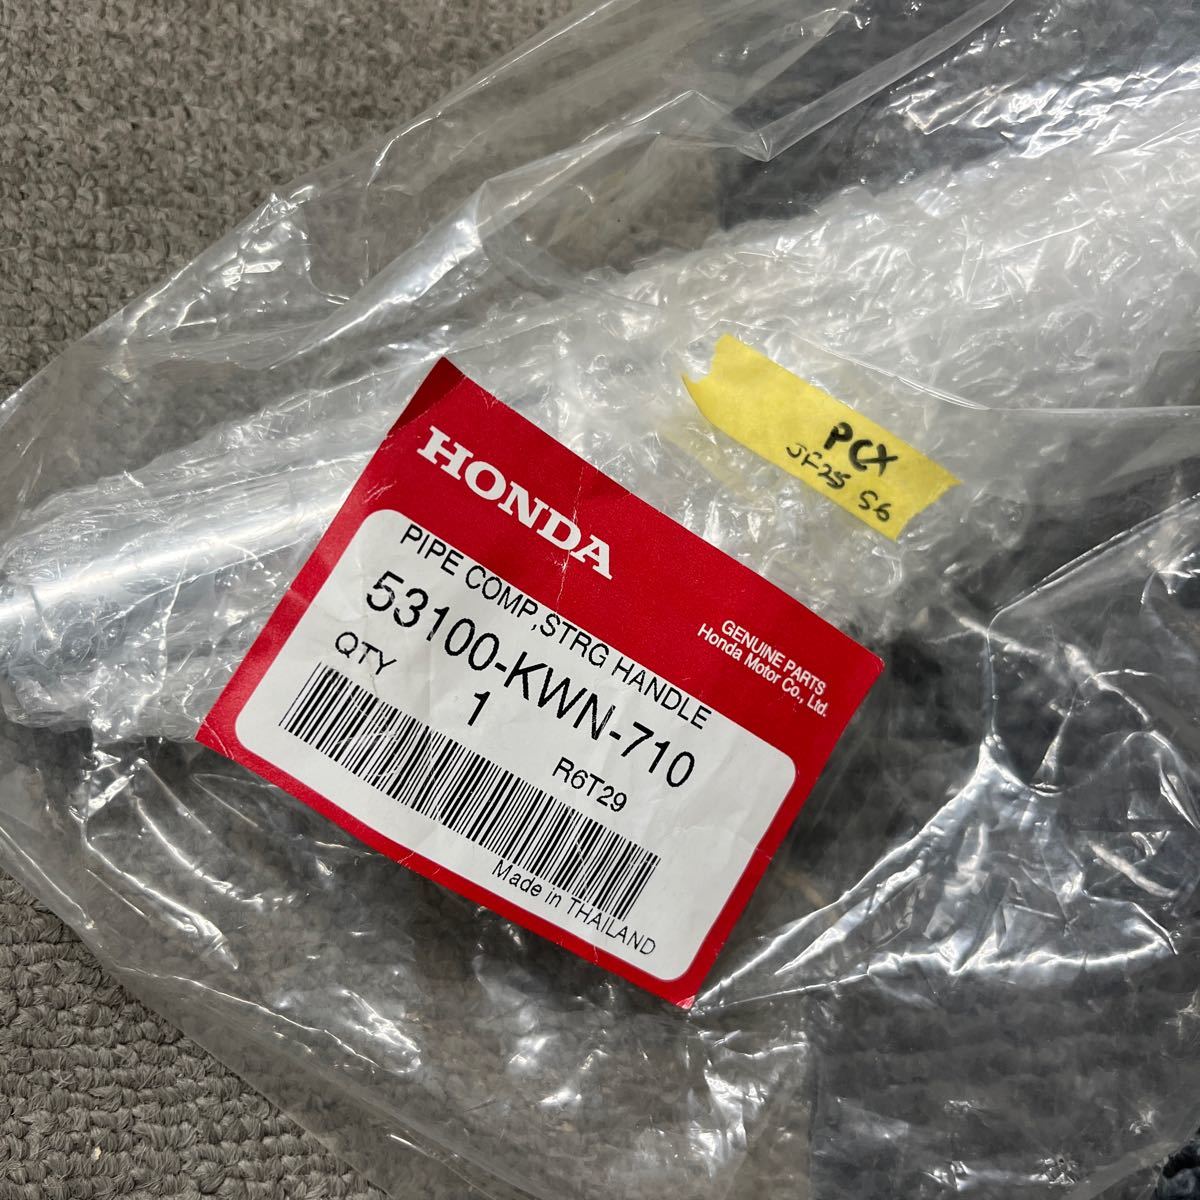 HONDA
GENUINE PARTS
Honda Motor Co., Ltd.
PIPE COMP,STRG HANDLE
53100-KWN-710
QTY 1
R6T29
Made in THAILAND
PCX
JF28 56